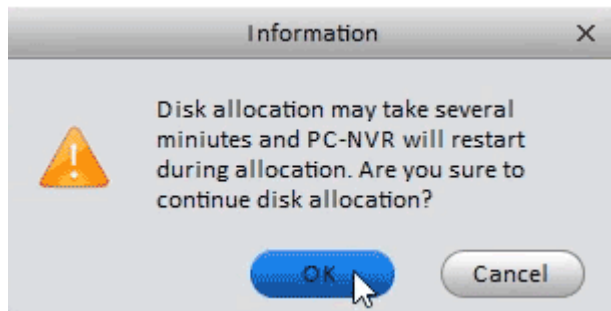 Information
Disk allocation may take several
miniutes and PC-NVR will restart
during allocation. Are you sure to
continue disk allocation?
OK
Cancel